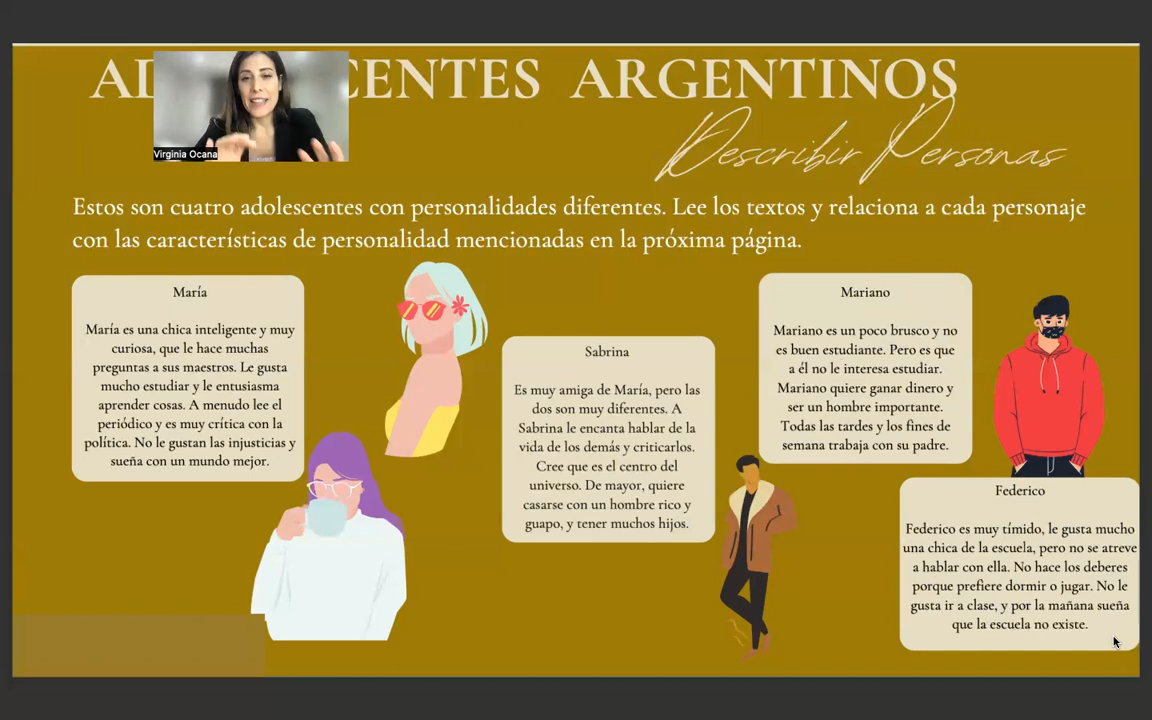 CENTES ARGENTINOS
Describir Personas
Virginia Ocana
Estos son cuatro adolescentes con personalidades diferentes. Lee los textos y relaciona a cada personaje
con las características de personalidad mencionadas en la próxima página.
María
María es una chica inteligente y muy
curiosa, que le hace muchas
preguntas a sus maestros. Le gusta
mucho estudiar y le entusiasma
aprender cosas. A menudo lee el
periódico y es muy crítica con la
política. No le gustan las injusticias y
sueña con un mundo mejor.
Sabrina
Es muy amiga de María, pero las
dos son muy diferentes. A
Sabrina le encanta hablar de la
vida de los demás y criticarlos.
Cree que es el centro del
universo. De mayor, quiere
casarse con un hombre rico y
guapo, y tener muchos hijos.
Mariano
Mariano es un poco brusco y no
es buen estudiante. Pero es que
a él no le interesa estudiar.
Mariano quiere ganar dinero y
ser un hombre importante.
Todas las tardes y los fines de
semana trabaja con su padre.
Federico
Federico es muy tímido, le gusta mucho
una chica de la escuela, pero no se atreve
a hablar con ella. No hace los deberes
porque prefiere dormir o jugar. No le
gusta ir a clase, y por la mañana sueña
que la escuela no existe.